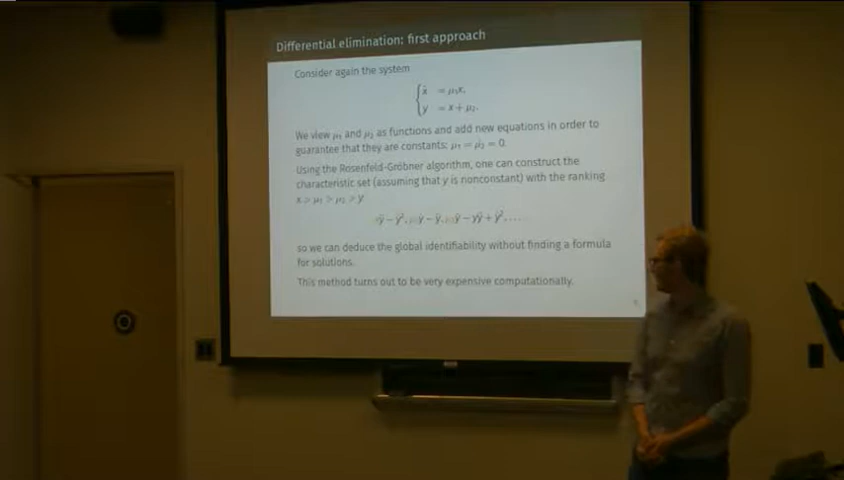 Differential elimination: first approach
Consider again the system
{ẋ = μ₁x,
y = x + μ₂.
We view μ₁ and μ₂ as functions and add new equations in order to
guarantee that they are constants: μ̇₁ = μ̇₂ = 0.
Using the Rosenfeld-Gröbner algorithm, one can construct the
characteristic set (assuming that y is nonconstant) with the ranking
x > μ₁ > μ₂ > y
so we can deduce the global identifiability without finding a formula
for solutions.
This method turns out to be very expensive computationally.